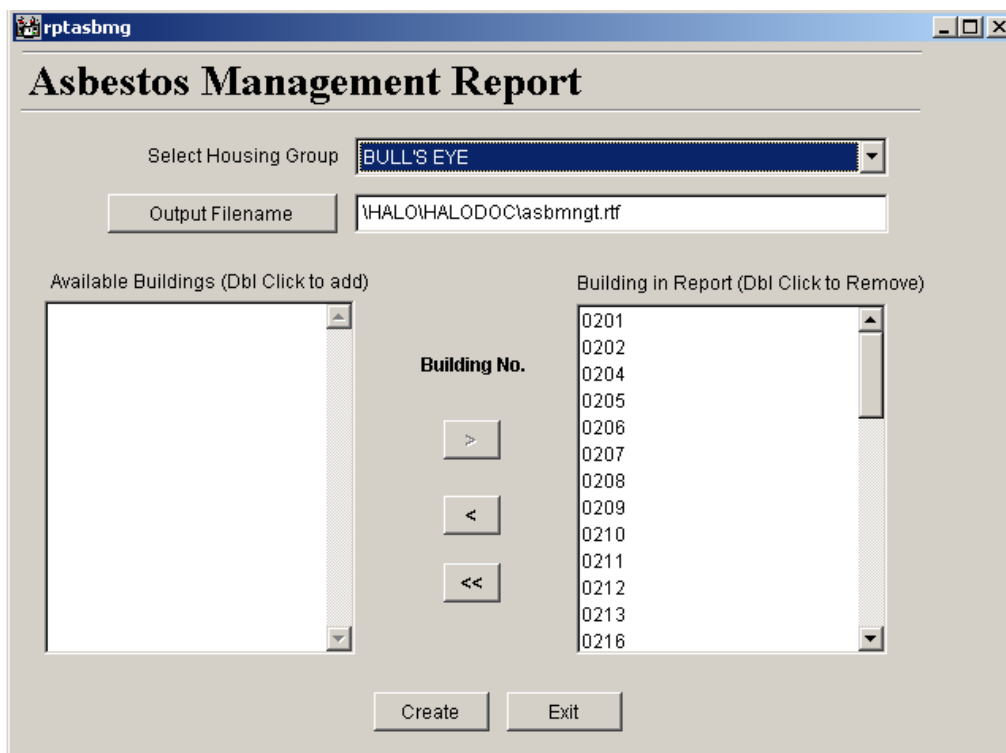 rptasbmg
Asbestos Management Report
Select Housing Group BULL'S EYE
Output Filename \HALO\HALODOC\asbmngt.rtf
Available Buildings (Dbl Click to add)
Building in Report (Dbl Click to Remove)
Building No.
>
<
<<
0201
0202
0204
0205
0206
0207
0208
0209
0210
0211
0212
0213
0216
Create Exit